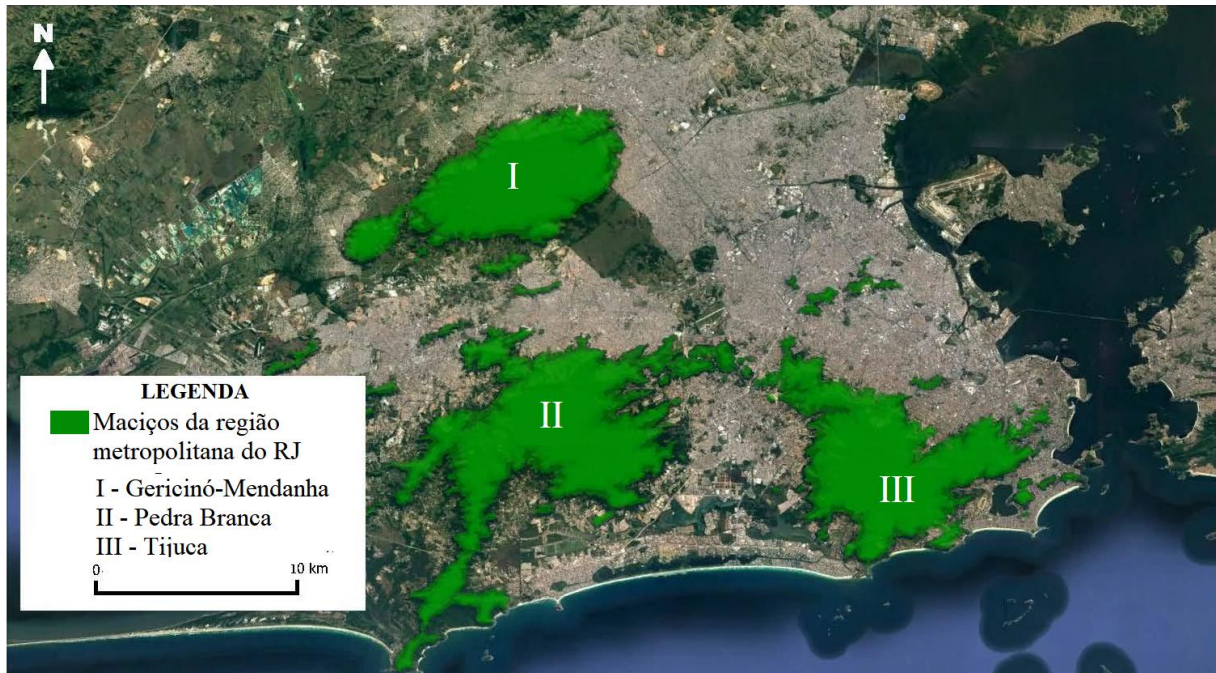 N
I
II
III
LEGENDA
Maciços da região
metropolitana do RJ
I - Gericinó-Mendanha
II - Pedra Branca
III - Tijuca
0
10 km